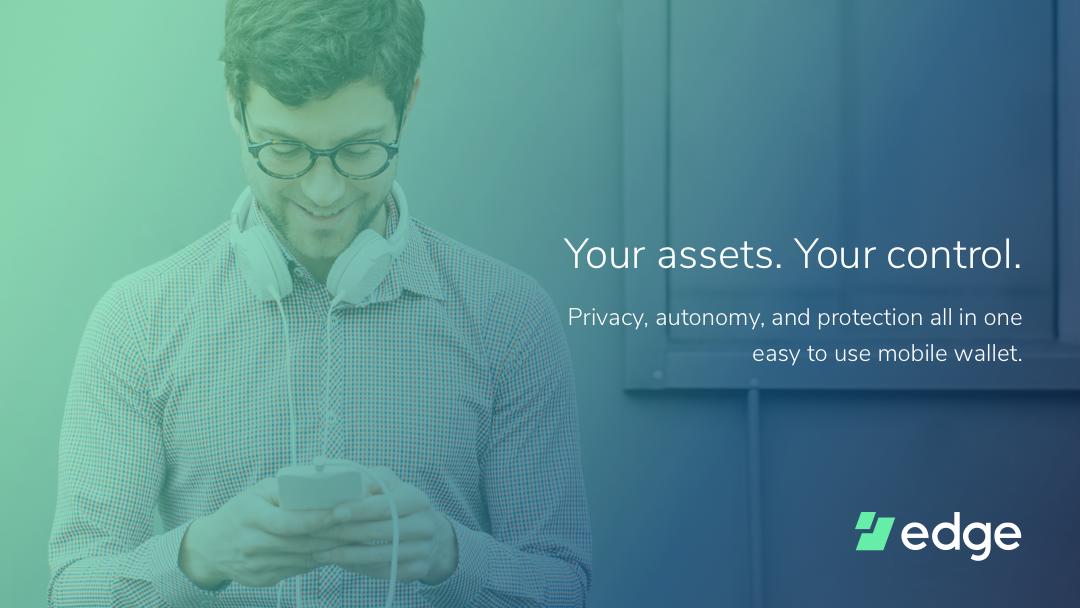 Your assets. Your control.
Privacy, autonomy, and protection all in one
easy to use mobile wallet.
edge